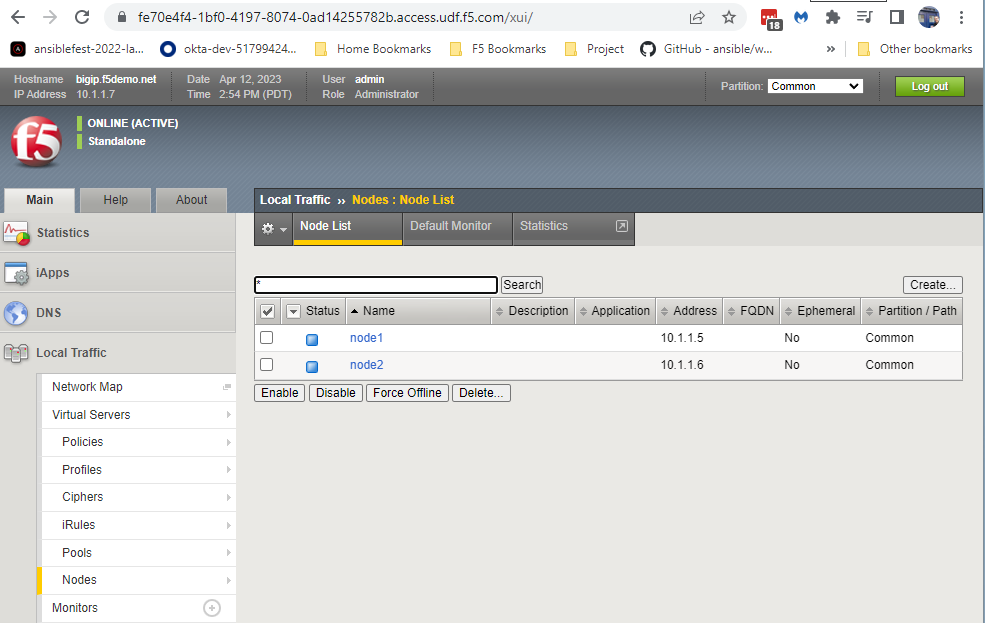 fe70e4f4-1bf0-4197-8074-0ad14255782b.access.udf.f5.com/xui/
18
ansiblefest-2022-la... okta-dev-51799424... Home Bookmarks F5 Bookmarks Project GitHub - ansible/w... » Other bookmarks
Hostname bigip.f5demo.net Date Apr 12, 2023 User admin
IP Address 10.1.1.7 Time 2:54 PM (PDT) Role Administrator
Partition: Common Log out
f5
ONLINE (ACTIVE)
Standalone
Main Help About
Local Traffic ›› Nodes : Node List
Node List Default Monitor Statistics
Statistics
iApps
DNS
Local Traffic
Network Map
Virtual Servers
Policies
Profiles
Ciphers
iRules
Pools
Nodes
Monitors
* Search Create...
Status Name Description Application Address FQDN Ephemeral Partition / Path
node1 10.1.1.5 No Common
node2 10.1.1.6 No Common
Enable Disable Force Offline Delete...